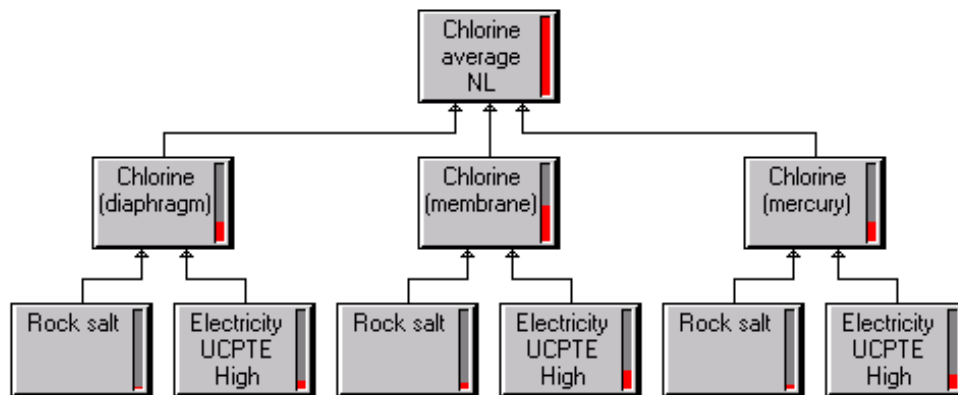 Chlorine
average
NL
Chlorine
(diaphragm)
Chlorine
(membrane)
Chlorine
(mercury)
Rock salt
Electricity
UCPTE
High
Rock salt
Electricity
UCPTE
High
Rock salt
Electricity
UCPTE
High